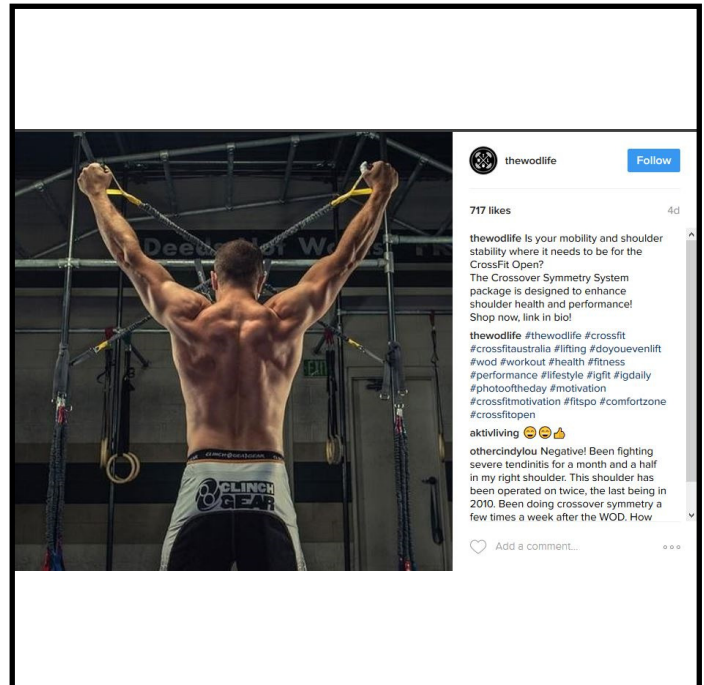 Deeds Not Words
EXIT
CLINCH GEAR
CLINCH
GEAR
thewodlife
Follow
717 likes
4d
thewodlife Is your mobility and shoulder
stability where it needs to be for the
CrossFit Open?
The Crossover Symmetry System
package is designed to enhance
shoulder health and performance!
Shop now, link in bio!
thewodlife #thewodlife #crossfit
#crossfitaustralia #lifting #doyouevenlift
#wod #workout #health #fitness
#performance #lifestyle #igfit #igdaily
#photooftheday #motivation
#crossfitmotivation #fitspo #comfortzone
#crossfitopen
aktivliving 😄😄👍
othercindylou Negative! Been fighting
severe tendinitis for a month and a half
in my right shoulder. This shoulder has
been operated on twice, the last being in
2010. Been doing crossover symmetry a
few times a week after the WOD. How
Add a comment...